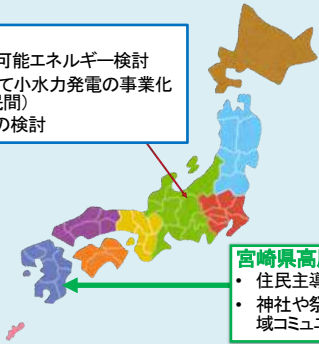 可能エネルギー検討
て小水力発電の事業化
民間）
の検討
宮崎県高
• 住民主導
• 神社や祭
域コミュニ